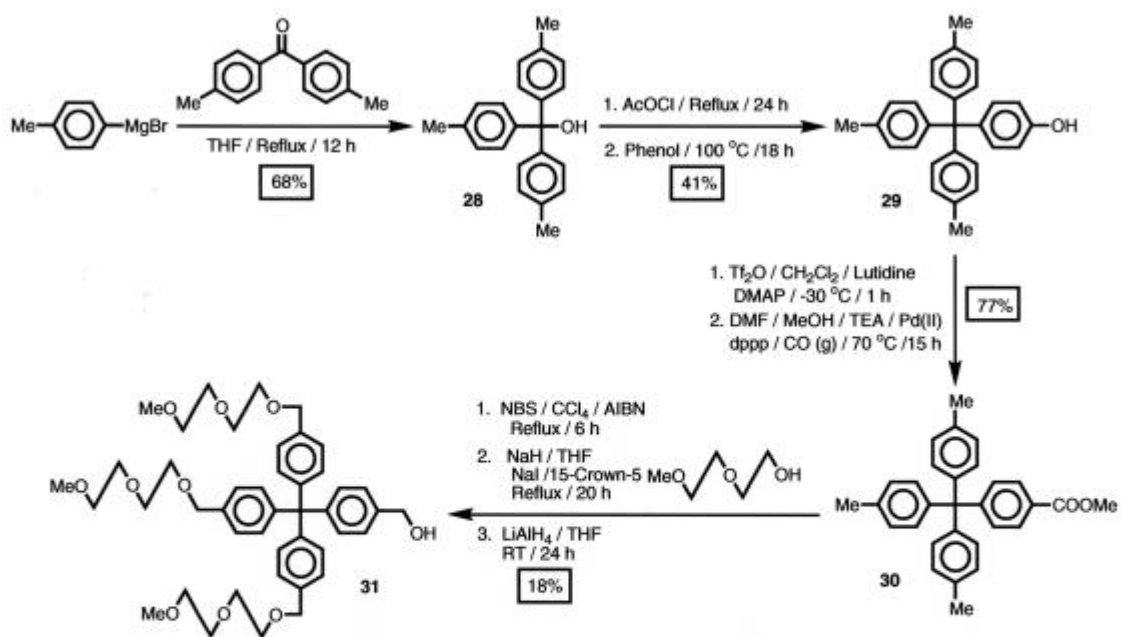 O
Me
Me
Me
MgBr
THF / Reflux / 12 h
68%
Me
Me
OH
Me
28
1. AcOCl / Reflux / 24 h
2. Phenol / 100 °C /18 h
41%
Me
Me
OH
Me
29
1. Tf2O / CH2Cl2 / Lutidine
DMAP / -30 °C / 1 h
2. DMF / MeOH / TEA / Pd(II)
dppp / CO (g) / 70 °C /15 h
77%
Me
Me
COOMe
Me
30
1. NBS / CCl4 / AIBN
Reflux / 6 h
2. NaH / THF
NaI /15-Crown-5
Reflux / 20 h
MeO
O
OH
3. LiAlH4 / THF
RT / 24 h
18%
MeO
O
O
MeO
O
O
OH
MeO
O
O
31